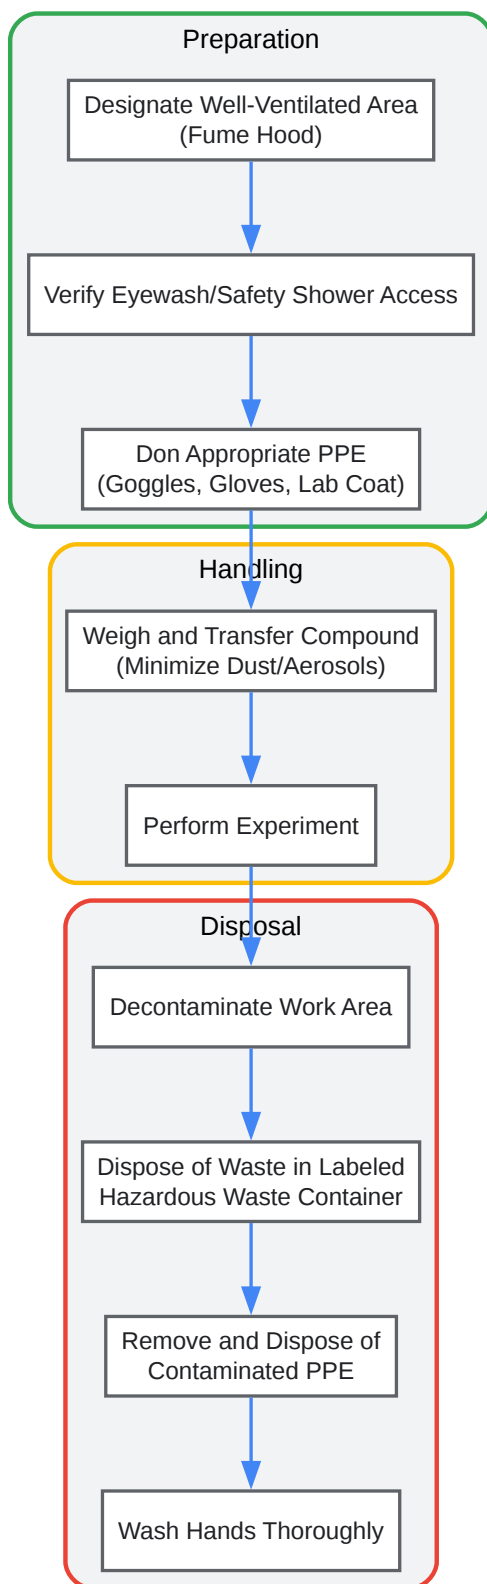 Preparation
Designate Well-Ventilated Area
(Fume Hood)
Verify Eyewash/Safety Shower Access
Don Appropriate PPE
(Goggles, Gloves, Lab Coat)
Handling
Weigh and Transfer Compound
(Minimize Dust/Aerosols)
Perform Experiment
Disposal
Decontaminate Work Area
Dispose of Waste in Labeled
Hazardous Waste Container
Remove and Dispose of
Contaminated PPE
Wash Hands Thoroughly